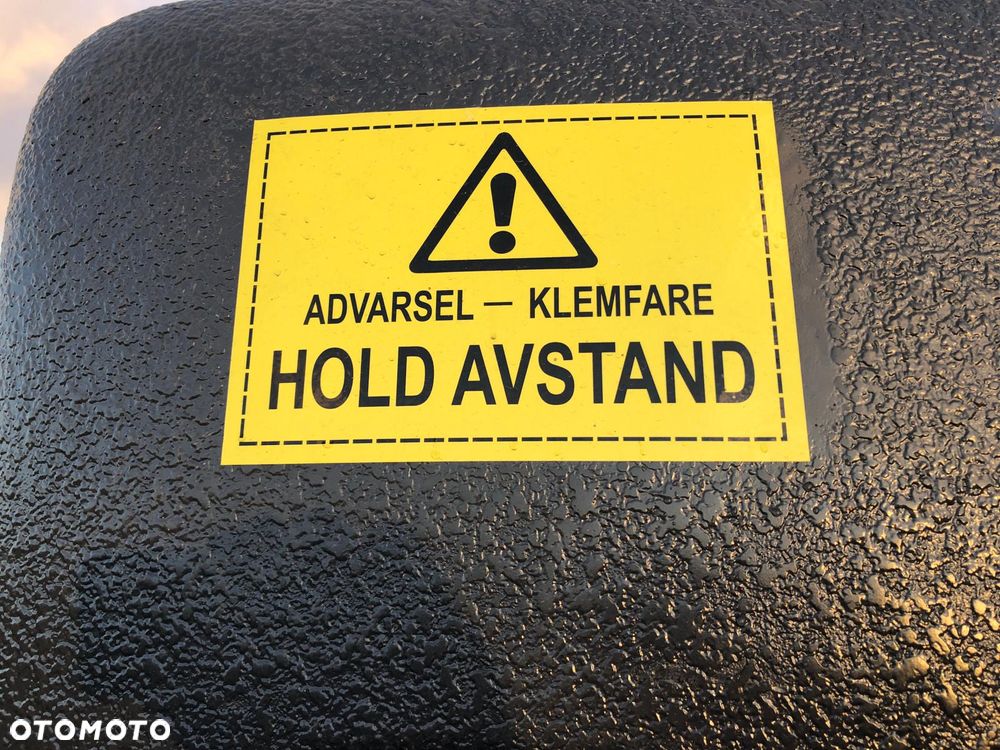 ADVARSEL — KLEMFARE
HOLD AVSTAND
OTOMOTO